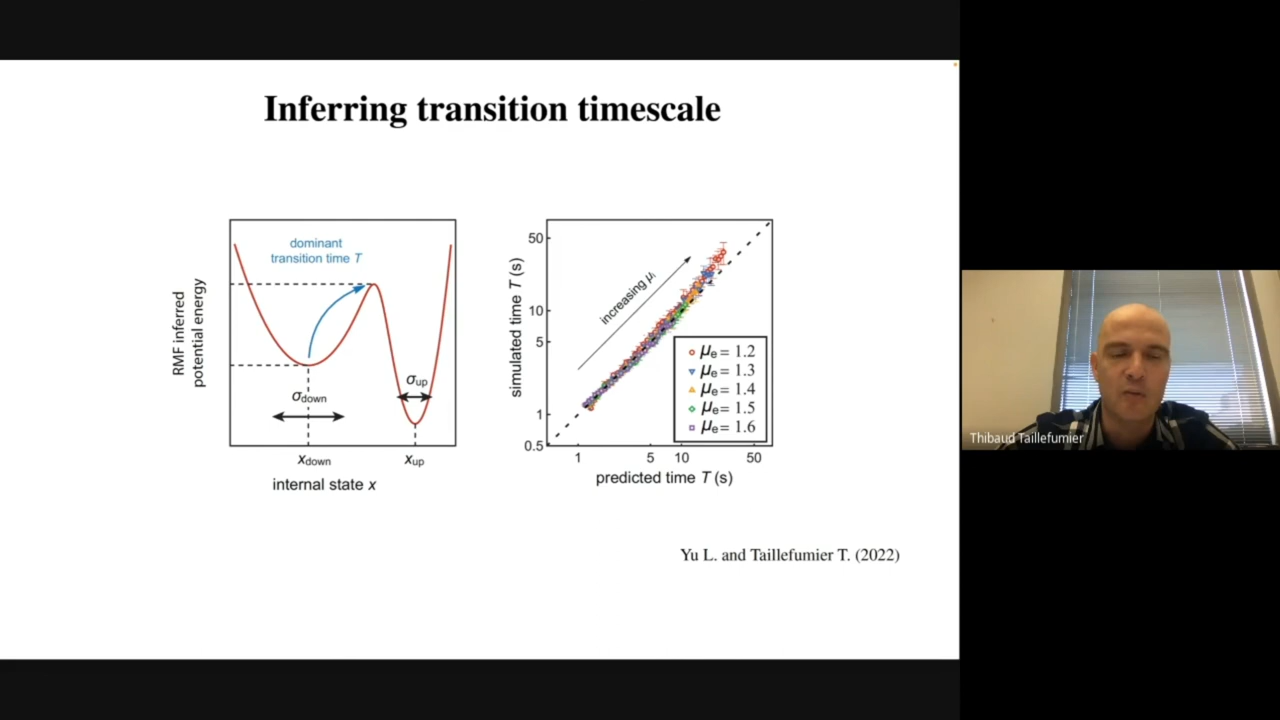 Inferring transition timescale
RMF inferred
potential energy
dominant
transition time T
σdown
σup
xdown
xup
internal state x
simulated time T (s)
50
10
5
1
0.5
increasing μi
μe = 1.2
μe = 1.3
μe = 1.4
μe = 1.5
μe = 1.6
1
5
10
50
predicted time T (s)
Yu L. and Taillefumier T. (2022)
Thibaud Taillefumier